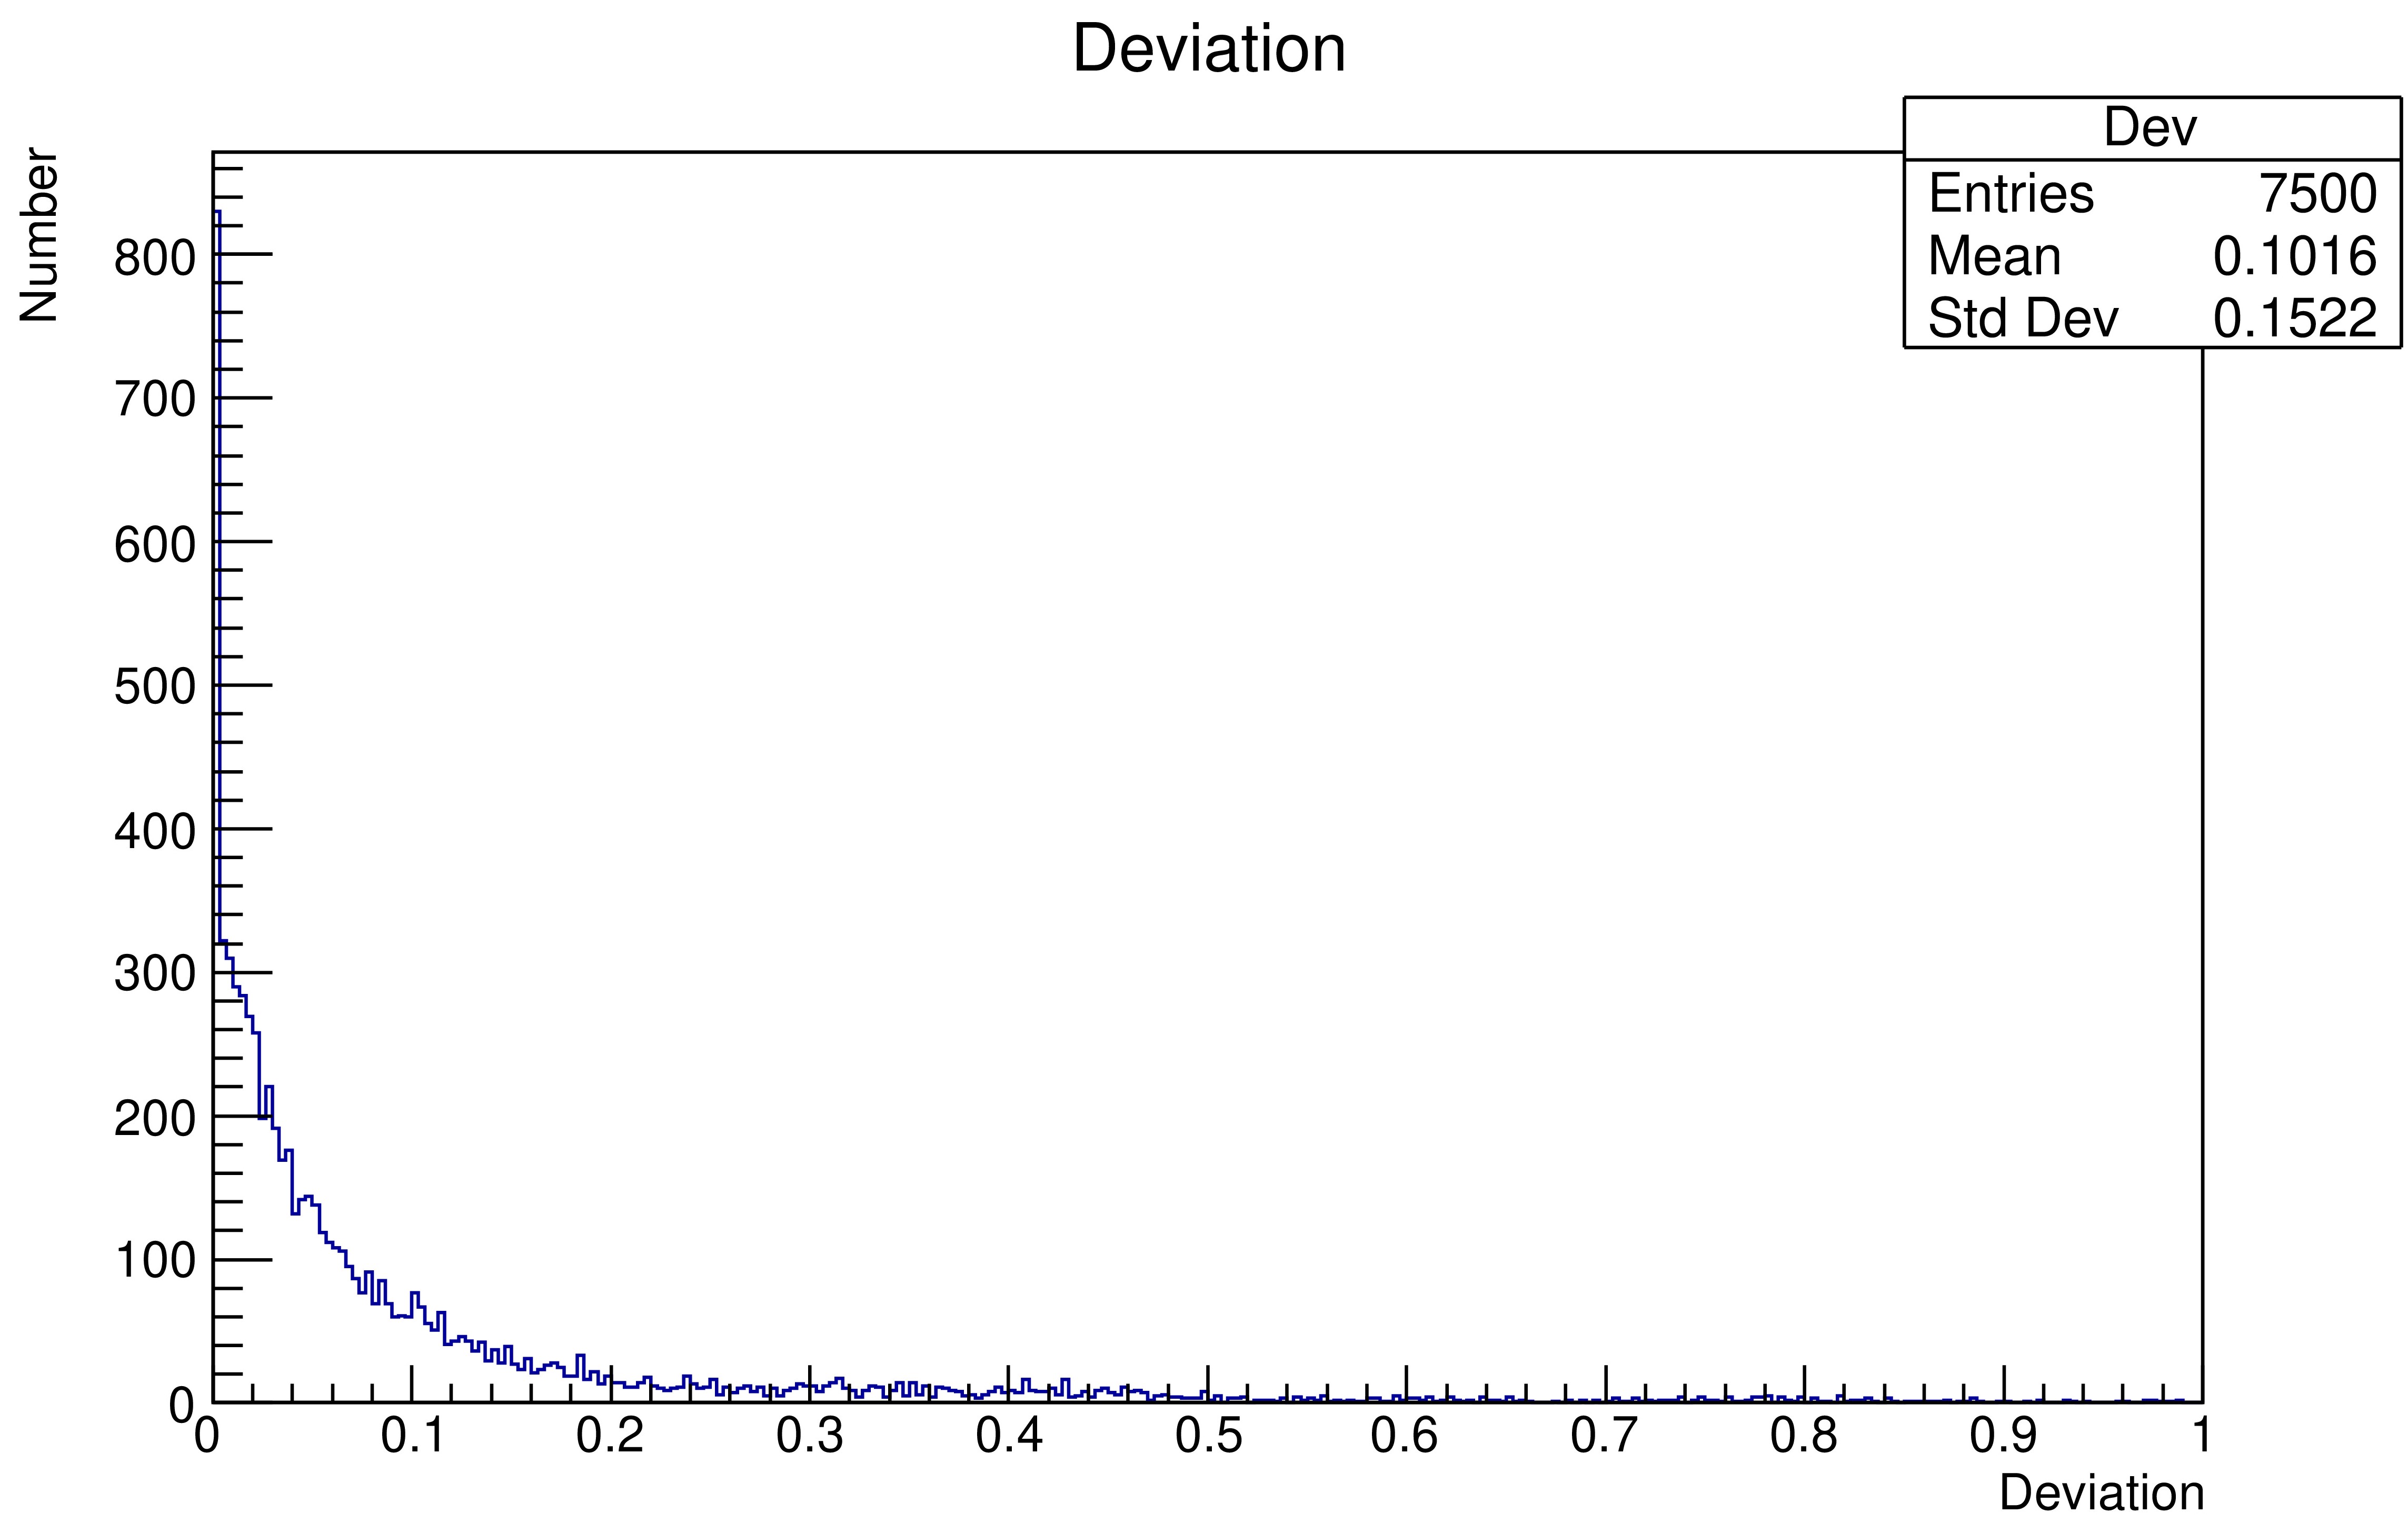 Deviation
Number
Dev
Entries 7500
Mean 0.1016
Std Dev 0.1522
800
700
600
500
400
300
200
100
0
0 0.1 0.2 0.3 0.4 0.5 0.6 0.7 0.8 0.9 1
Deviation